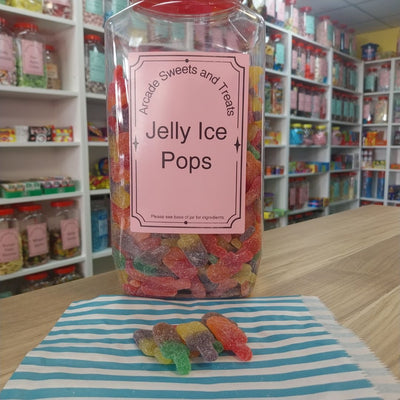 Arcade Sweets and Treats
Jelly Ice
Pops
Please see base of jar for ingredients